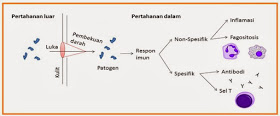 Pertahanan luar
Pertahanan dalam
Luka
Pembekuan
darah
Kulit
Patogen
Respon
imun
Non-Spesifik
Inflamasi
Fagositosis
Spesifik
Antibodi
Sel T